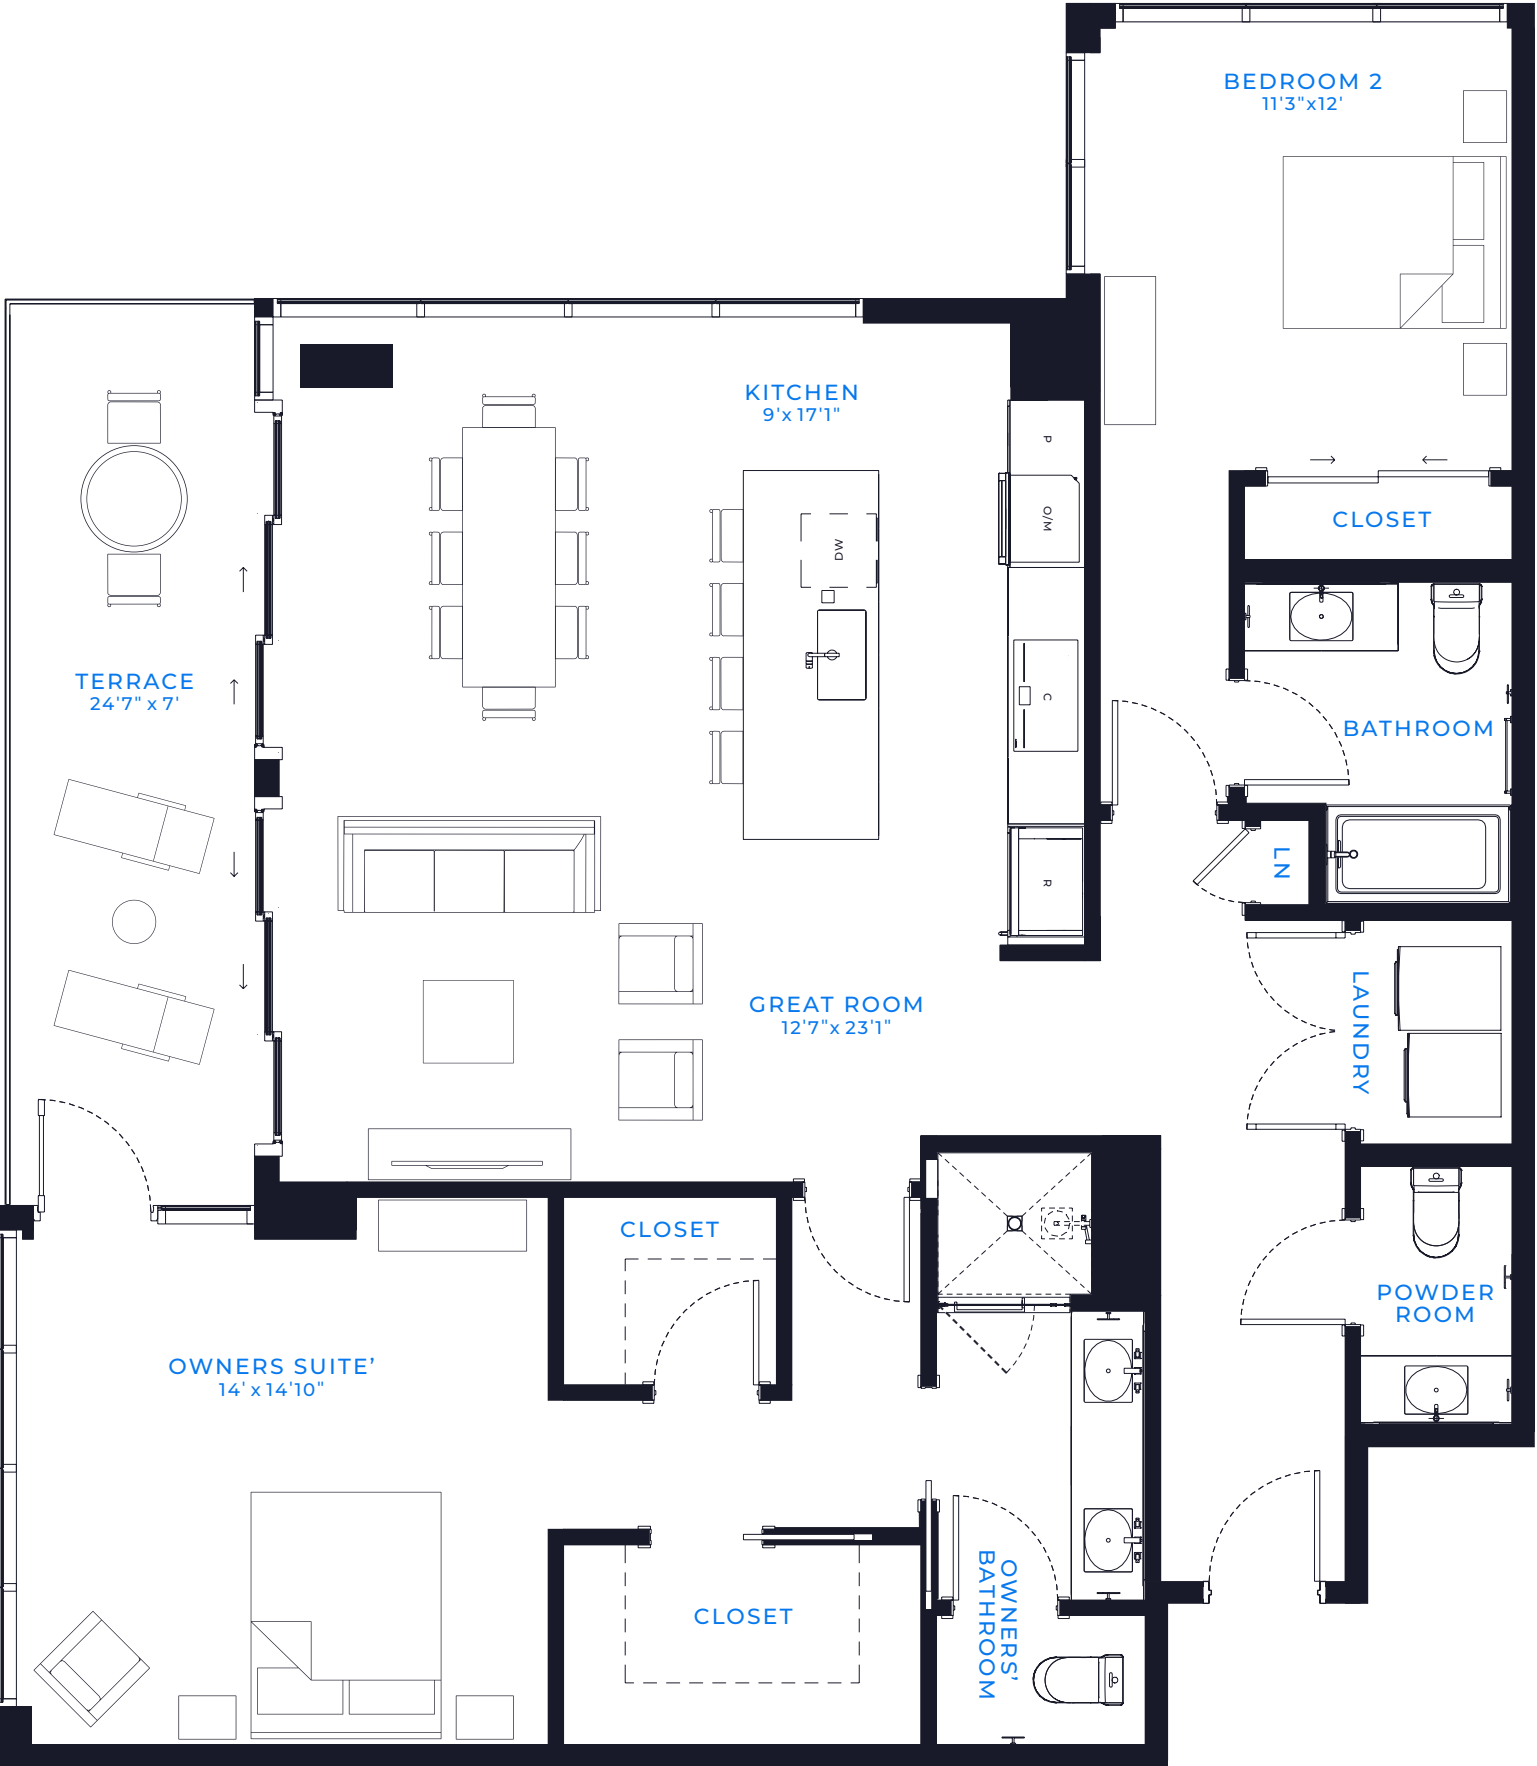 BEDROOM 2
11'3"x12'
KITCHEN
9'x 17'1"
P
O/M
DW
CLOSET
TERRACE
24'7" x 7'
C
BATHROOM
LN
R
GREAT ROOM
12'7"x 23'1"
LAUNDRY
CLOSET
POWDER
ROOM
OWNERS SUITE’
14' x 14'10"
CLOSET
OWNERS’
BATHROOM